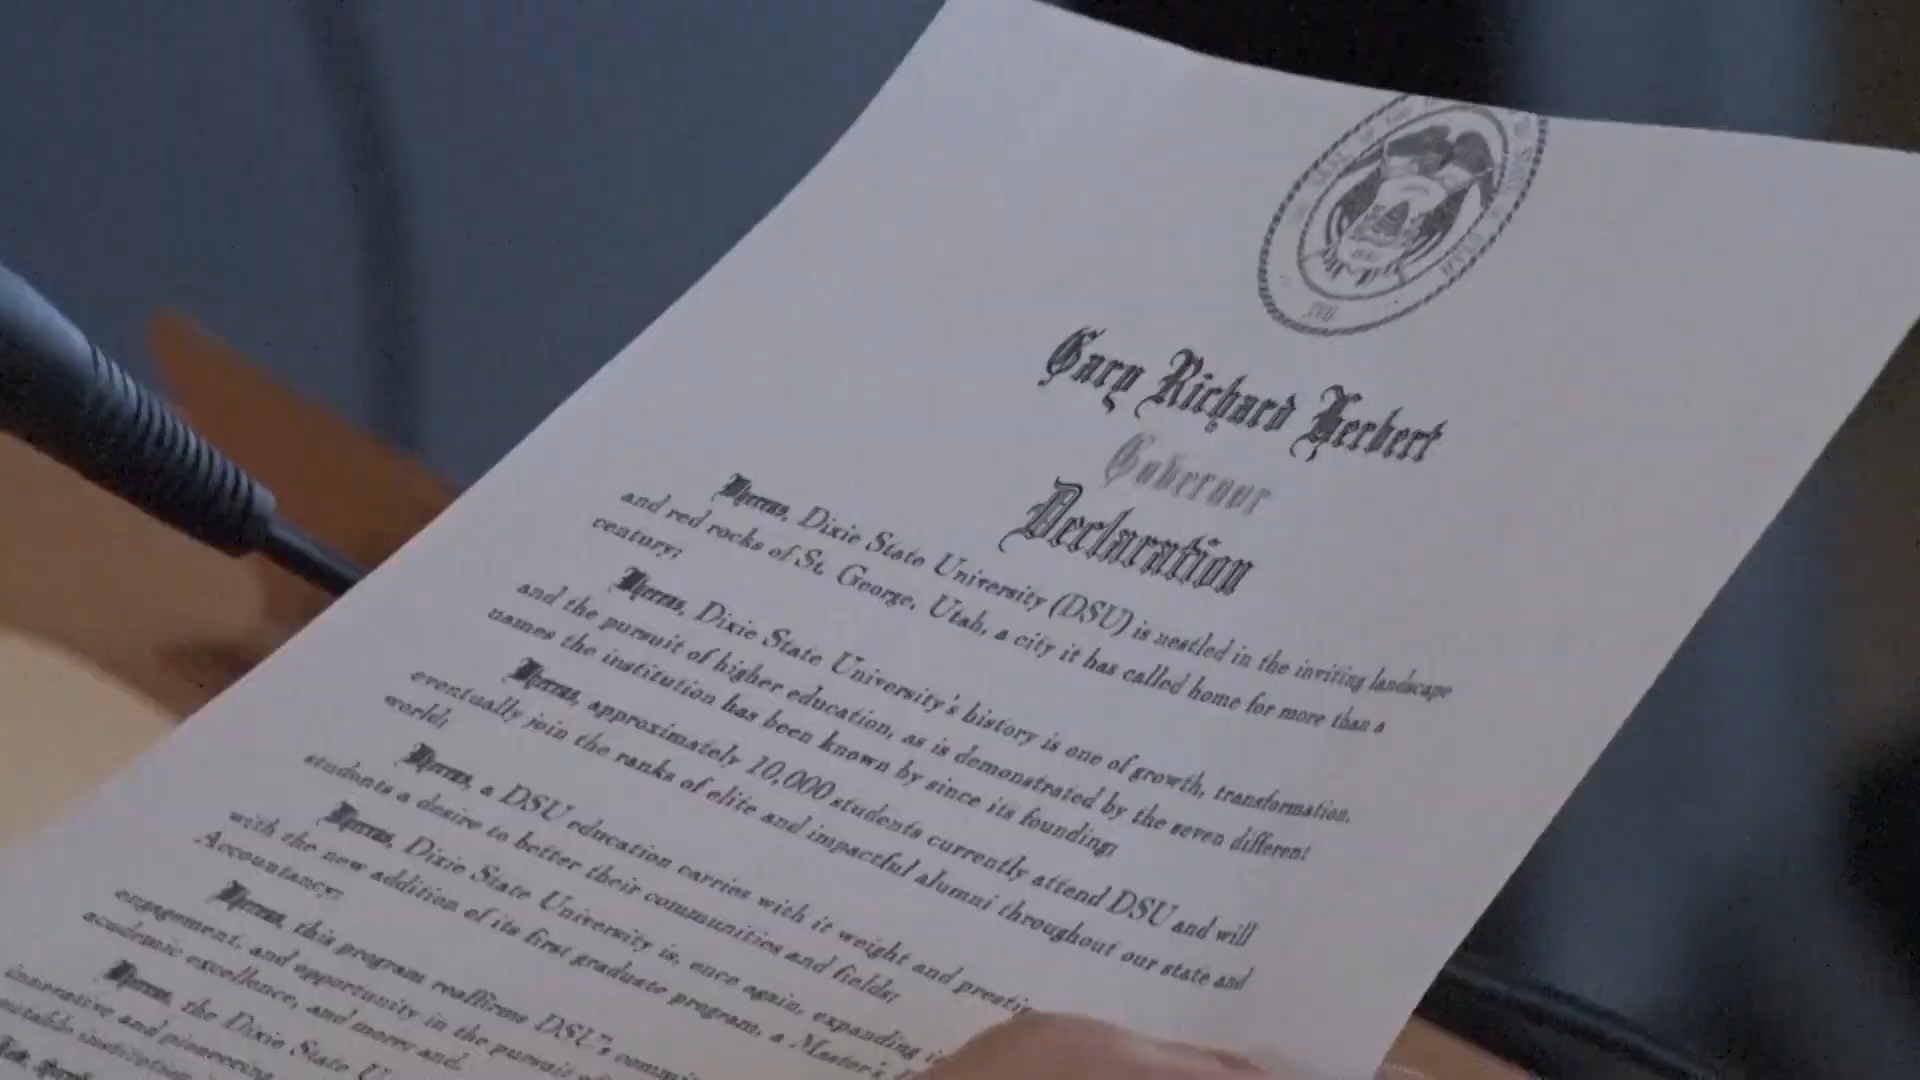 Gary Richard Herbert
Governor
Declaration
Whereas, Dixie State University (DSU) is nestled in the inviting landscape
and red rocks of St. George, Utah, a city it has called home for more than a
century;
Whereas, Dixie State University's history is one of growth, transformation,
and the pursuit of higher education, as is demonstrated by the seven different
names the institution has been known by since its founding;
Whereas, approximately 10,000 students currently attend DSU and will
eventually join the ranks of elite and impactful alumni throughout our state and
world;
Whereas, a DSU education carries with it weight and
students a desire to better their communities and fields;
Whereas, Dixie State University is, once again, expanding
with the new addition of its first graduate program, a Master's
Accountancy;
Whereas, this program reaffirms DSU's
engagement, and opportunity in the pursuit
academic excellence, and
Whereas, the Dixie State
and pioneering